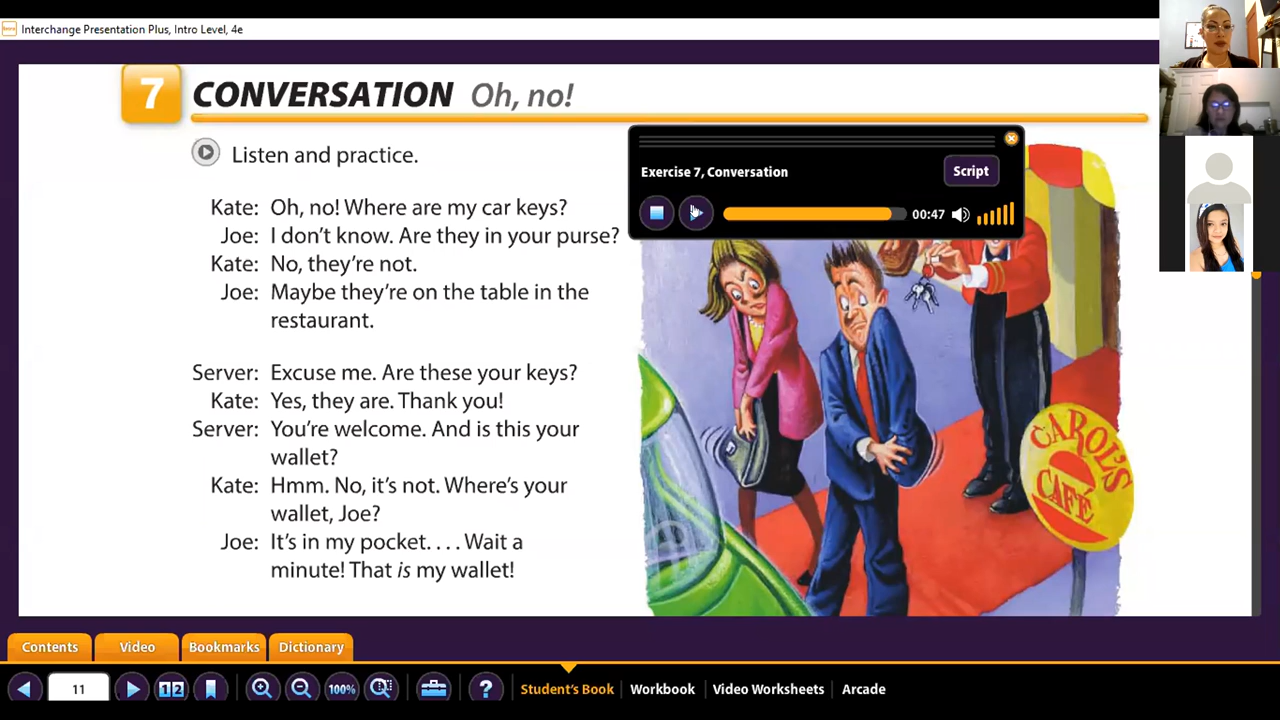 Interchange Presentation Plus, Intro Level, 4e
7 CONVERSATION Oh, no!
Listen and practice.
Exercise 7, Conversation
Script
00:47
Kate: Oh, no! Where are my car keys?
Joe: I don't know. Are they in your purse?
Kate: No, they're not.
Joe: Maybe they're on the table in the
restaurant.
Server: Excuse me. Are these your keys?
Kate: Yes, they are. Thank you!
Server: You're welcome. And is this your
wallet?
Kate: Hmm. No, it's not. Where's your
wallet, Joe?
Joe: It's in my pocket. . . . Wait a
minute! That is my wallet!
CAROL'S
CAFÉ
Contents Video Bookmarks Dictionary
11 12 100% ? Student's Book Workbook Video Worksheets Arcade